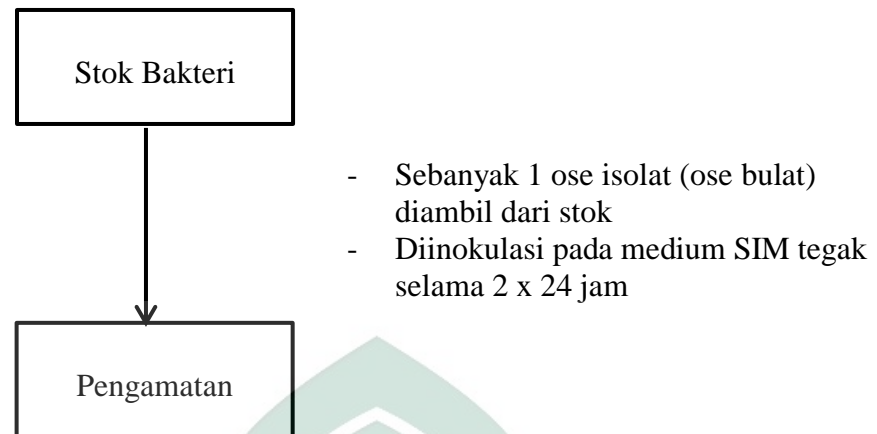 Stok Bakteri
- Sebanyak 1 ose isolat (ose bulat)
diambil dari stok
- Diinokulasi pada medium SIM tegak
selama 2 x 24 jam
Pengamatan